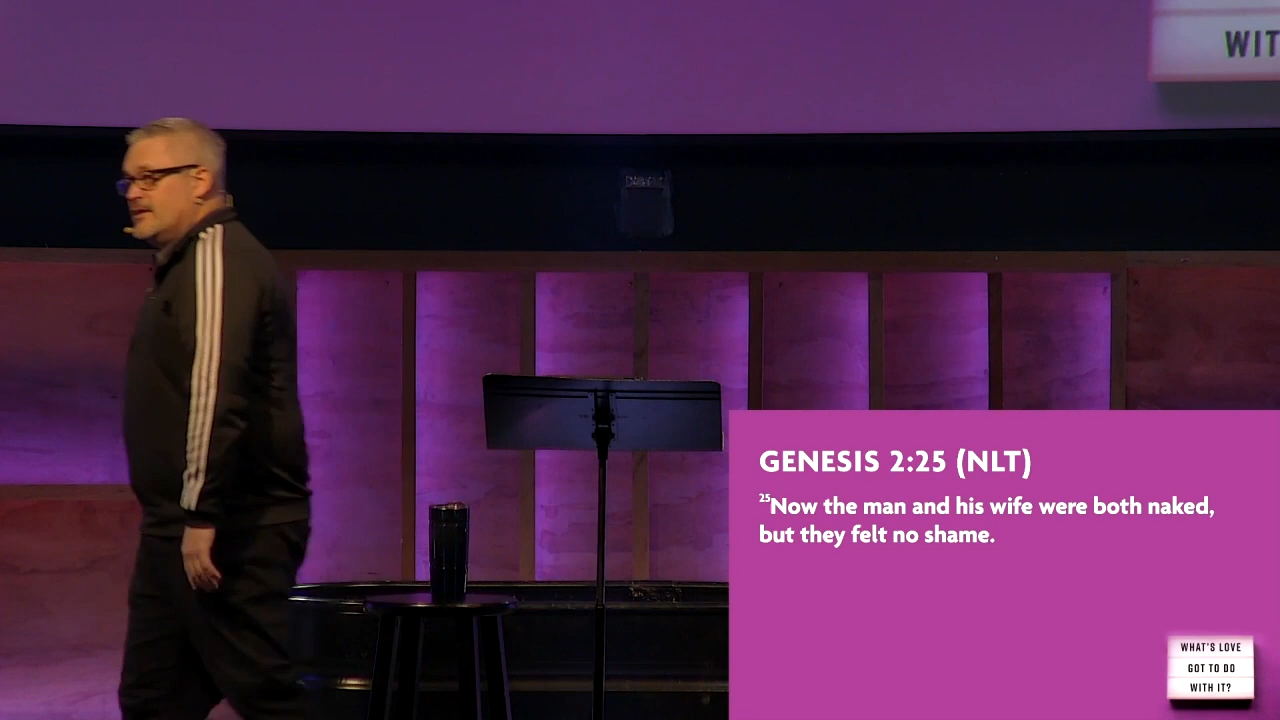 WIT
GENESIS 2:25 (NLT)
25Now the man and his wife were both naked,
but they felt no shame.
WHAT'S LOVE
GOT TO DO
WITH IT?